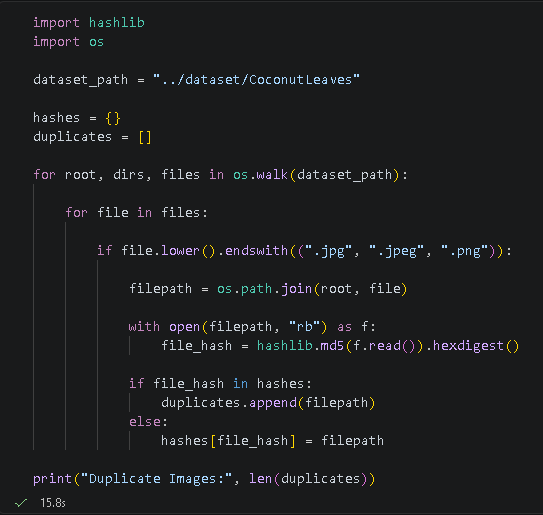 import hashlib
import os
dataset_path = "../dataset/CoconutLeaves"
hashes = {}
duplicates = []
for root, dirs, files in os.walk(dataset_path):
for file in files:
if file.lower().endswith((".jpg", ".jpeg", ".png")):
filepath = os.path.join(root, file)
with open(filepath, "rb") as f:
file_hash = hashlib.md5(f.read()).hexdigest()
if file_hash in hashes:
duplicates.append(filepath)
else:
hashes[file_hash] = filepath
print("Duplicate Images:", len(duplicates))
15.8s